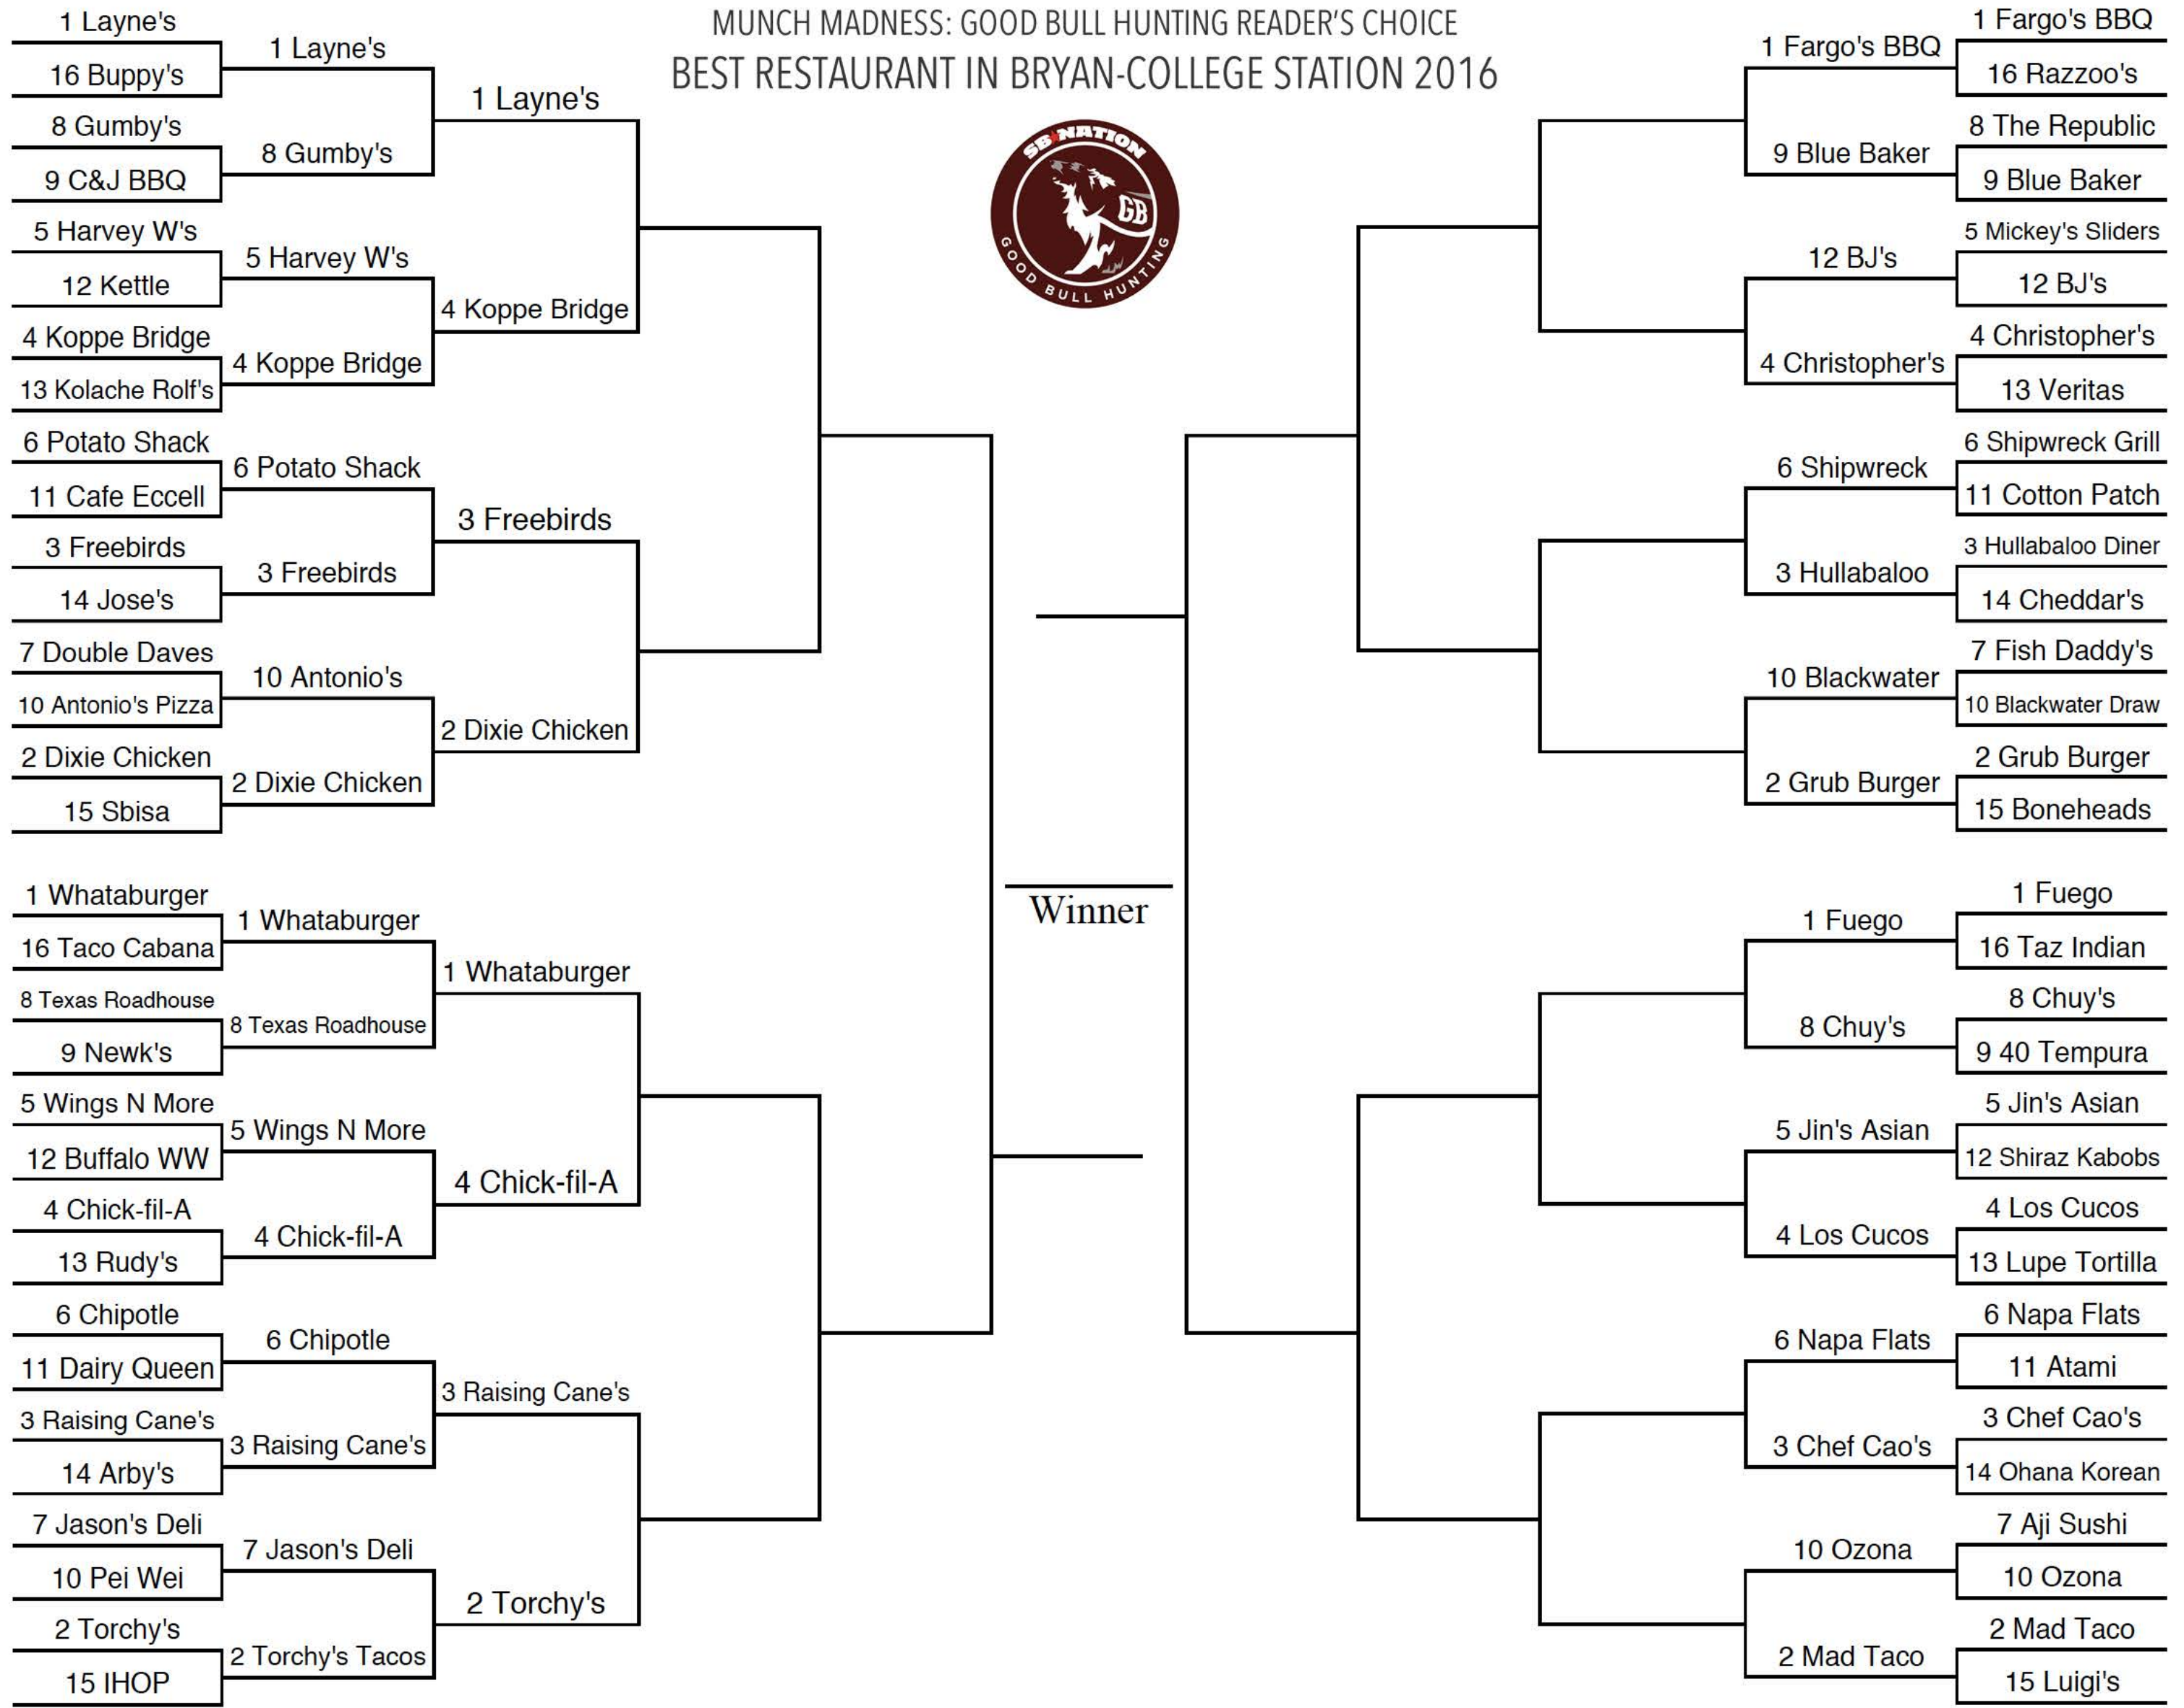 MUNCH MADNESS: GOOD BULL HUNTING READER'S CHOICE
BEST RESTAURANT IN BRYAN-COLLEGE STATION 2016
SB NATION
GB
GOOD BULL HUNTING
1 Layne's
16 Buppy's
8 Gumby's
9 C&J BBQ
5 Harvey W's
12 Kettle
4 Koppe Bridge
13 Kolache Rolf's
6 Potato Shack
11 Cafe Eccell
3 Freebirds
14 Jose's
7 Double Daves
10 Antonio's Pizza
2 Dixie Chicken
15 Sbisa
1 Layne's
8 Gumby's
5 Harvey W's
4 Koppe Bridge
6 Potato Shack
3 Freebirds
10 Antonio's
2 Dixie Chicken
1 Layne's
4 Koppe Bridge
3 Freebirds
2 Dixie Chicken
1 Whataburger
16 Taco Cabana
8 Texas Roadhouse
9 Newk's
5 Wings N More
12 Buffalo WW
4 Chick-fil-A
13 Rudy's
6 Chipotle
11 Dairy Queen
3 Raising Cane's
14 Arby's
7 Jason's Deli
10 Pei Wei
2 Torchy's
15 IHOP
1 Whataburger
8 Texas Roadhouse
5 Wings N More
4 Chick-fil-A
6 Chipotle
3 Raising Cane's
7 Jason's Deli
2 Torchy's Tacos
1 Whataburger
4 Chick-fil-A
3 Raising Cane's
2 Torchy's
Winner
1 Fargo's BBQ
9 Blue Baker
12 BJ's
4 Christopher's
6 Shipwreck
3 Hullabaloo
10 Blackwater
2 Grub Burger
1 Fargo's BBQ
16 Razzoo's
8 The Republic
9 Blue Baker
5 Mickey's Sliders
12 BJ's
4 Christopher's
13 Veritas
6 Shipwreck Grill
11 Cotton Patch
3 Hullabaloo Diner
14 Cheddar's
7 Fish Daddy's
10 Blackwater Draw
2 Grub Burger
15 Boneheads
1 Fuego
8 Chuy's
5 Jin's Asian
4 Los Cucos
6 Napa Flats
3 Chef Cao's
10 Ozona
2 Mad Taco
1 Fuego
16 Taz Indian
8 Chuy's
9 40 Tempura
5 Jin's Asian
12 Shiraz Kabobs
4 Los Cucos
13 Lupe Tortilla
6 Napa Flats
11 Atami
3 Chef Cao's
14 Ohana Korean
7 Aji Sushi
10 Ozona
2 Mad Taco
15 Luigi's